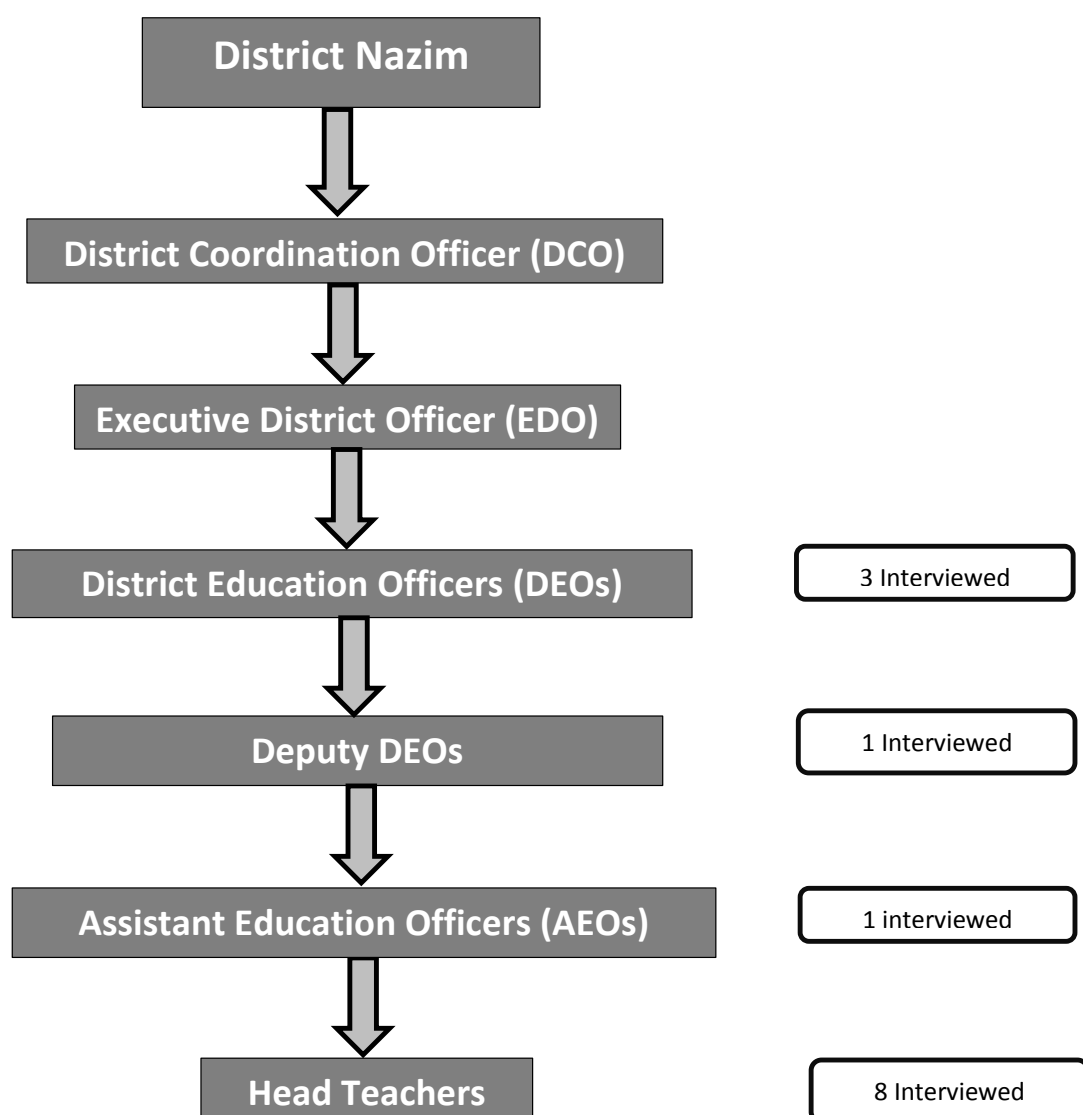 District Nazim
District Coordination Officer (DCO)
Executive District Officer (EDO)
District Education Officers (DEOs)
3 Interviewed
Deputy DEOs
1 Interviewed
Assistant Education Officers (AEOs)
1 interviewed
Head Teachers
8 Interviewed